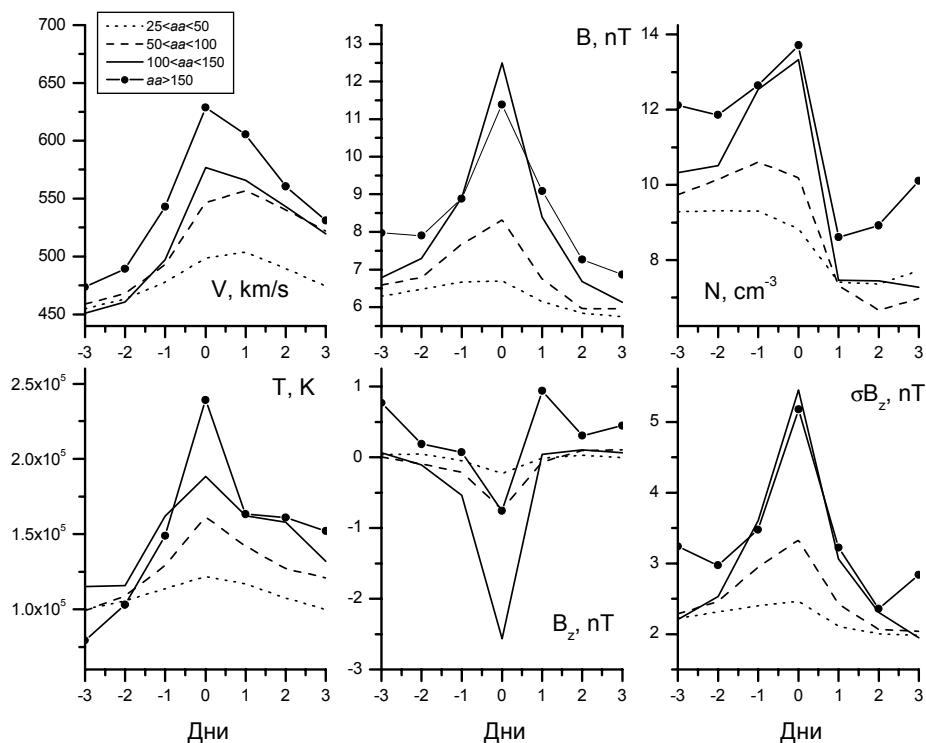 25<aa<50
50<aa<100
100<aa<150
aa>150
700
650
600
550
500
450
V, km/s
-3 -2 -1 0 1 2 3
B, nT
13
12
11
10
9
8
7
6
-3 -2 -1 0 1 2 3
14
12
10
8
N, cm⁻³
-3 -2 -1 0 1 2 3
T, K
2.5x10⁵
2.0x10⁵
1.5x10⁵
1.0x10⁵
-3 -2 -1 0 1 2 3
Дни
1
0
-1
-2
-3
Bz, nT
-3 -2 -1 0 1 2 3
Дни
σBz, nT
5
4
3
2
-3 -2 -1 0 1 2 3
Дни